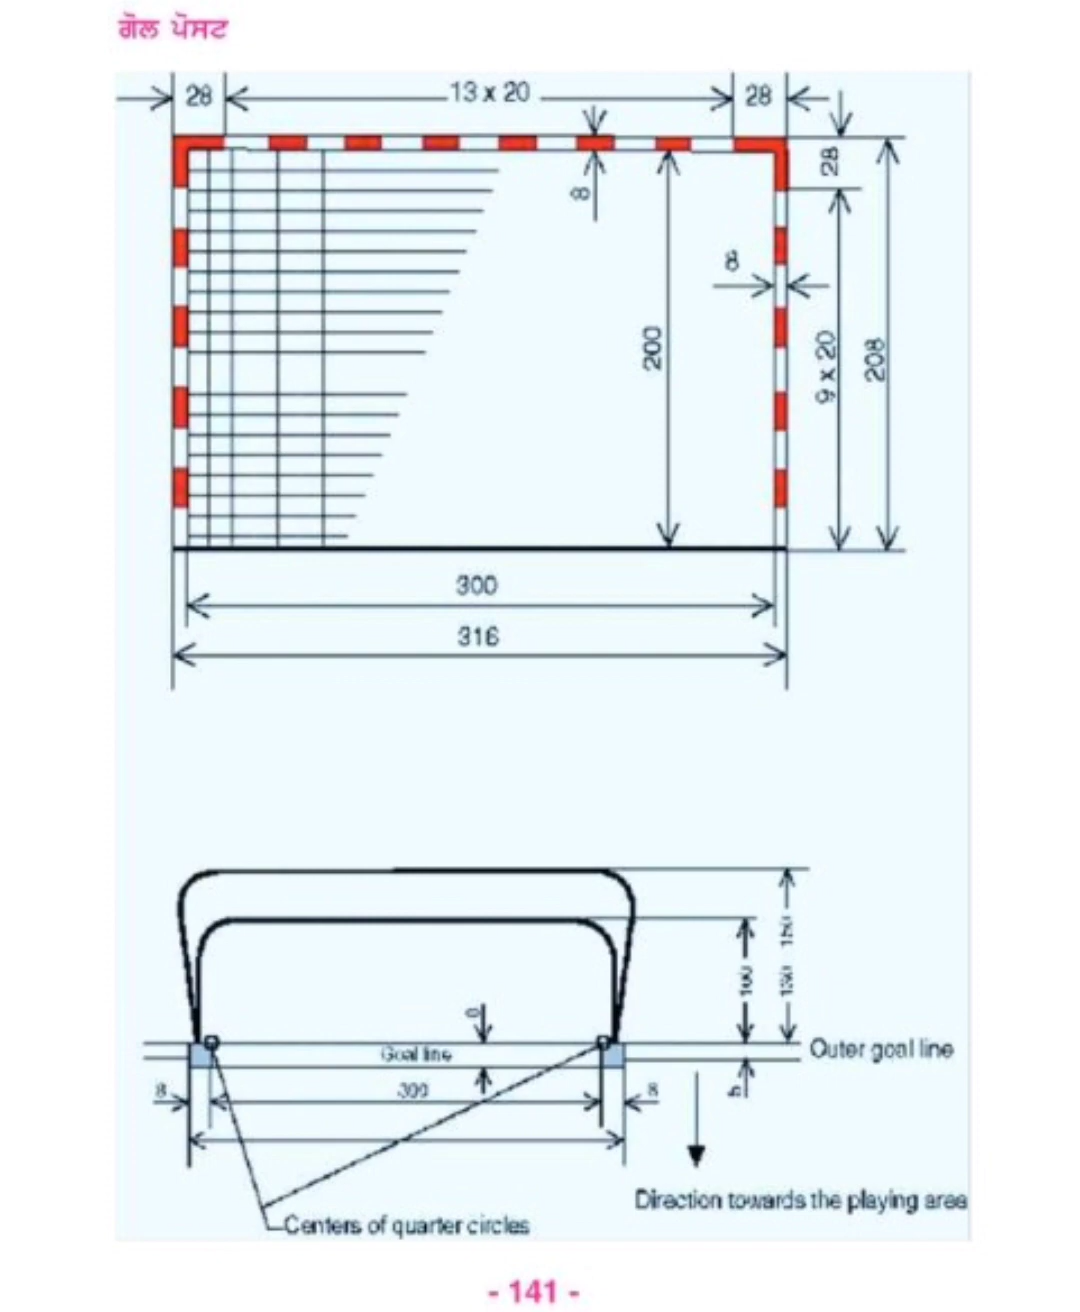 ਗੋਲ ਪੋਸਟ
28 13 x 20 28
28
8
8
200
9 x 20
208
300
316
100
Goal line
Outer goal line
8 300 8
Direction towards the playing area
Centers of quarter circles
- 141 -